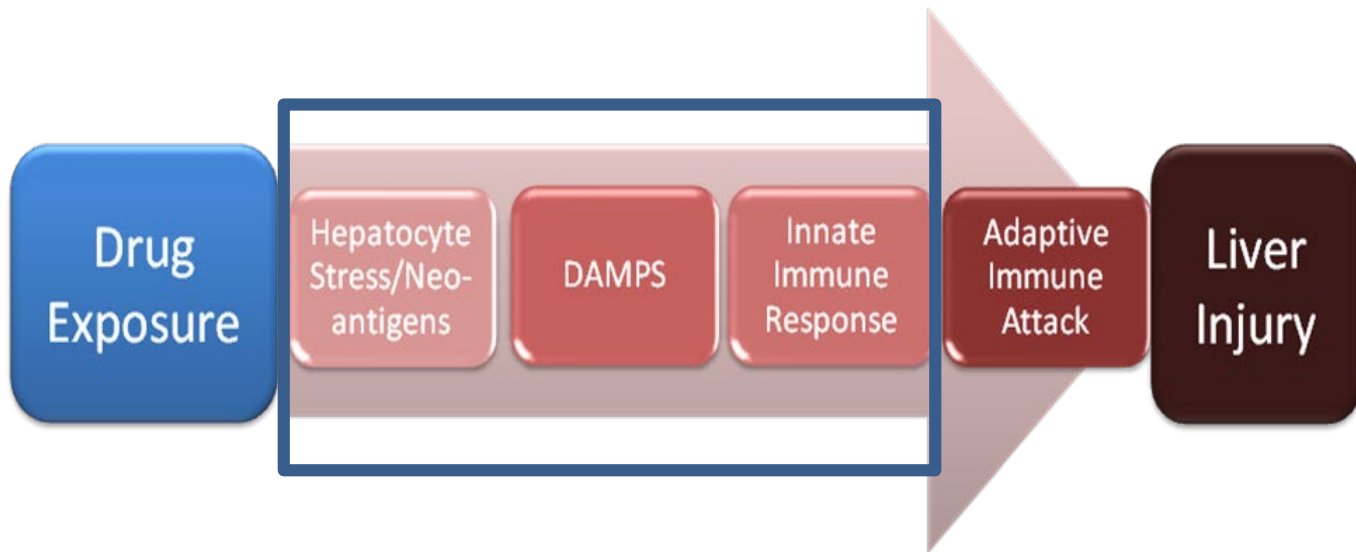 Drug
Exposure
Hepatocyte
Stress/Neo-
antigens
DAMPS
Innate
Immune
Response
Adaptive
Immune
Attack
Liver
Injury